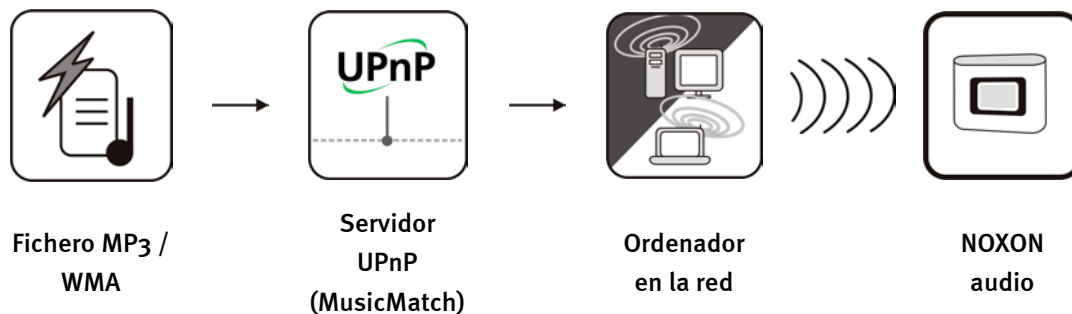 UPnP
Fichero MP3 /
WMA
Servidor
UPnP
(MusicMatch)
Ordenador
en la red
NOXON
audio